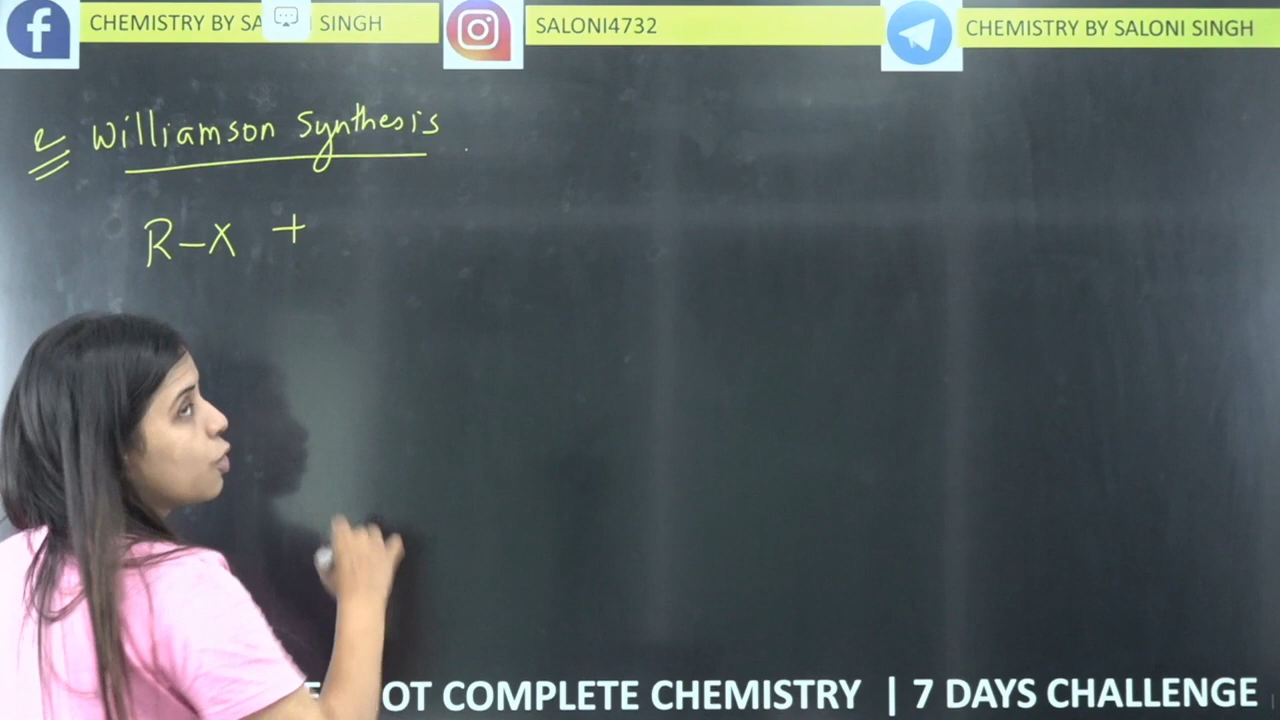 CHEMISTRY BY SA SINGH
SALONI4732
CHEMISTRY BY SALONI SINGH
Williamson Synthesis
R-X +
OT COMPLETE CHEMISTRY | 7 DAYS CHALLENGE